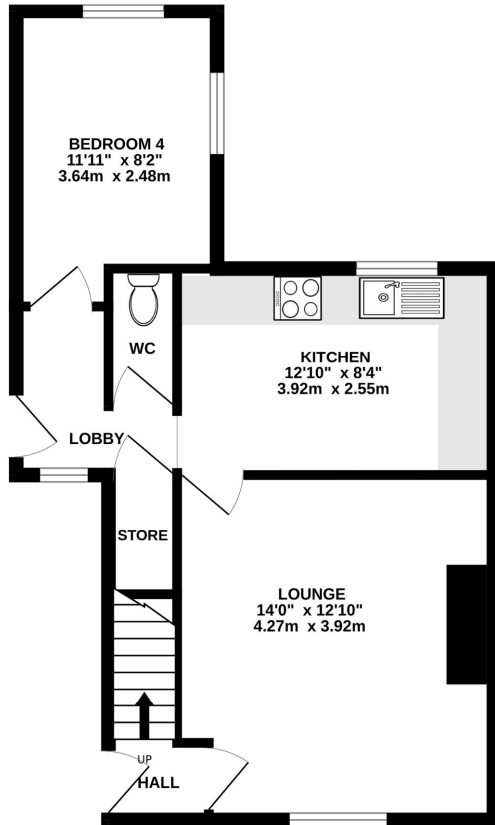 BEDROOM 4
11'11" x 8'2"
3.64m x 2.48m
WC
KITCHEN
12'10" x 8'4"
3.92m x 2.55m
LOBBY
STORE
LOUNGE
14'0" x 12'10"
4.27m x 3.92m
UP
HALL